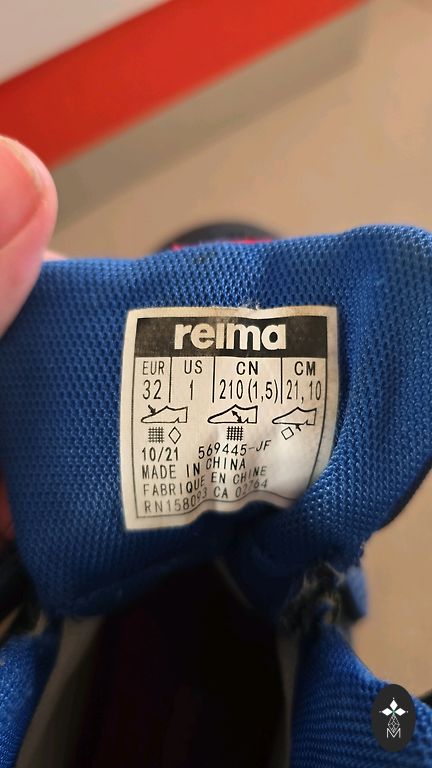 reima
EUR US CN CM
32 1 210(1,5) 21,10
10/21 569445-JF
MADE IN CHINA
FABRIQUE EN CHINE
RN158093 CA 02764
M